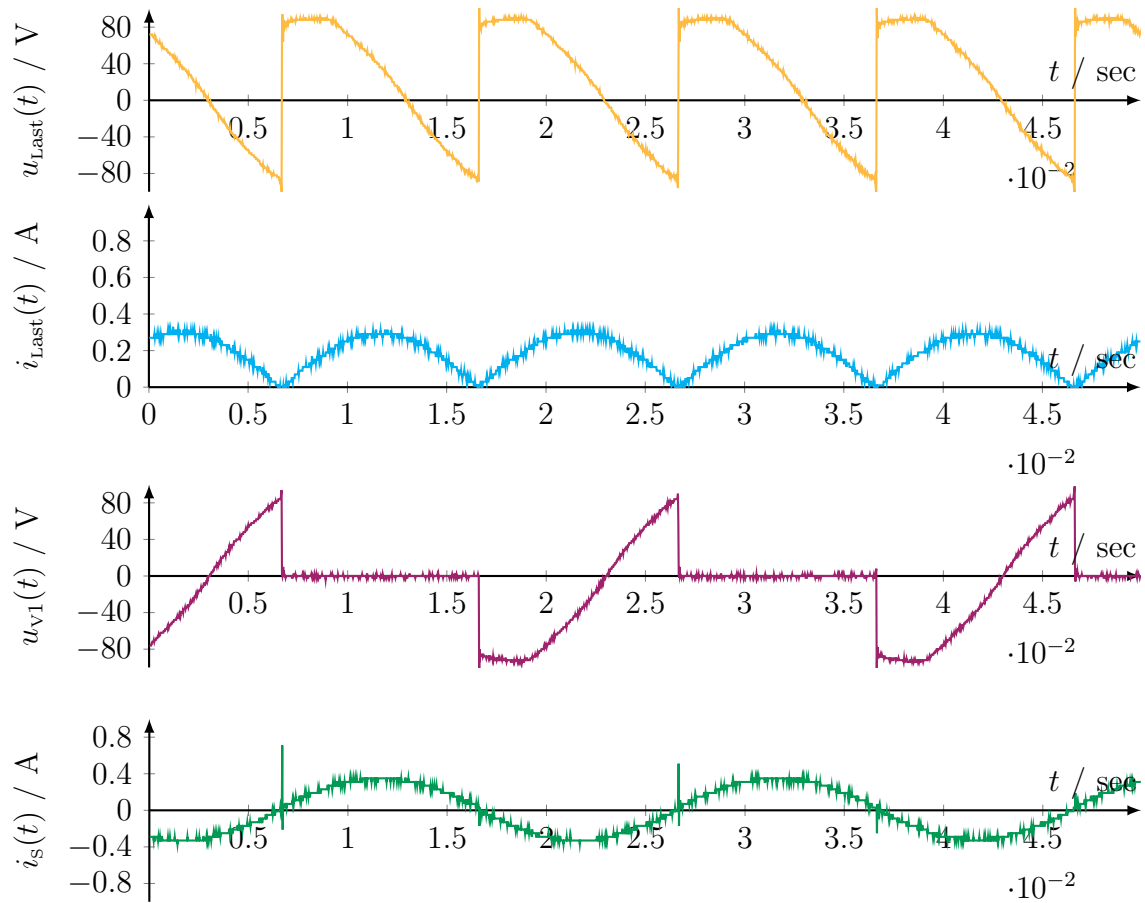 80
40
0
−40
−80
u_Last(t) / V
t / sec
0.5 1 1.5 2 2.5 3 3.5 4 4.5
·10⁻²
0.8
0.6
0.4
0.2
0
i_Last(t) / A
t / sec
0 0.5 1 1.5 2 2.5 3 3.5 4 4.5
·10⁻²
80
40
0
−40
−80
u_V1(t) / V
t / sec
0.5 1 1.5 2 2.5 3 3.5 4 4.5
·10⁻²
0.8
0.4
0
−0.4
−0.8
i_S(t) / A
t / sec
0.5 1 1.5 2 2.5 3 3.5 4 4.5
·10⁻²